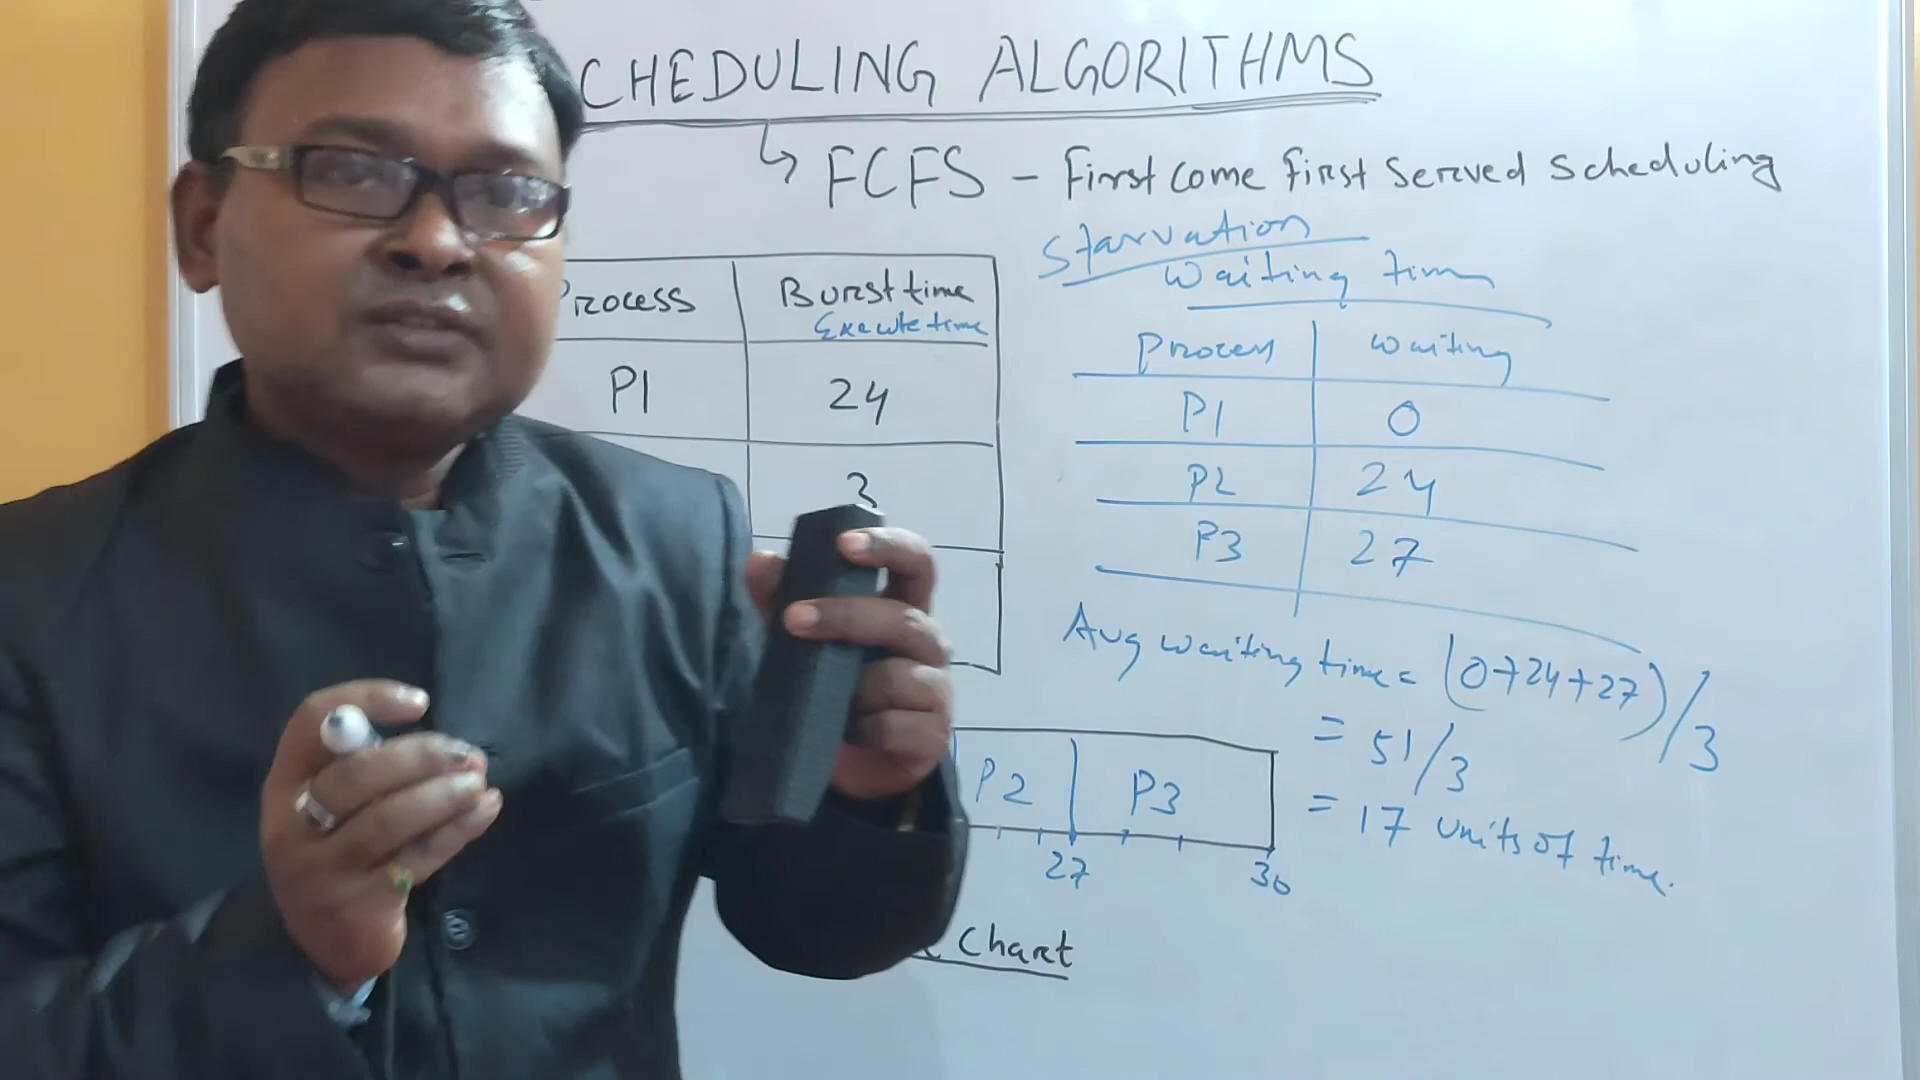 CHEDULING ALGORITHMS
↳ FCFS - First Come First Served Scheduling
Starvation
Waiting tim
Process Burst time
Execute time
P1 24
3
Process waiting
P1 0
P2 24
P3 27
Avg waiting time = (0+24+27)/3
= 51/3
= 17 units of time.
P2 P3
27 30
Chart